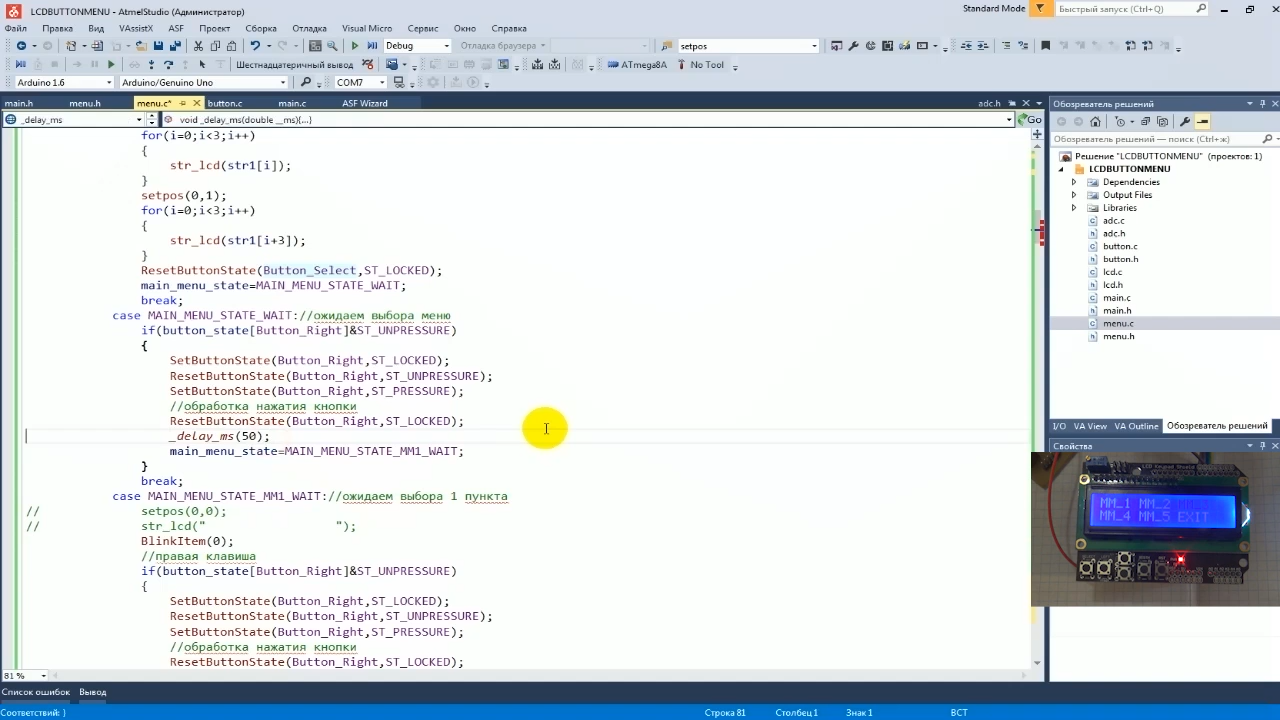 LCDBUTTONMENU - AtmelStudio (Администратор)
Standard Mode
Быстрый запуск (Ctrl+Q)
Файл Правка VAssistX ASF Проект Сборка Отладка Visual Micro Сервис Окно Справка
Debug Отладка браузера setpos
Шестнадцатеричный вывод ATmega8A No Tool
Arduino 1.6 Arduino/Genuino Uno COM7
main.h menu.h menu.c* button.c main.c ASF Wizard adc.h
_delay_ms void _delay_ms(double __ms){...} Go
for(i=0;i<3;i++)
{
str_lcd(str1[i]);
}
setpos(0,1);
for(i=0;i<3;i++)
{
str_lcd(str1[i+3]);
}
ResetButtonState(Button_Select,ST_LOCKED);
main_menu_state=MAIN_MENU_STATE_WAIT;
break;
case MAIN_MENU_STATE_WAIT://ожидаем выбора меню
if(button_state[Button_Right]&ST_UNPRESSURE)
{
SetButtonState(Button_Right,ST_LOCKED);
ResetButtonState(Button_Right,ST_UNPRESSURE);
SetButtonState(Button_Right,ST_PRESSURE);
//обработка нажатия кнопки
ResetButtonState(Button_Right,ST_LOCKED);
_delay_ms(50);
main_menu_state=MAIN_MENU_STATE_MM1_WAIT;
}
break;
case MAIN_MENU_STATE_MM1_WAIT://ожидаем выбора 1 пункта
// setpos(0,0);
// str_lcd("                ");
BlinkItem(0);
//правая клавиша
if(button_state[Button_Right]&ST_UNPRESSURE)
{
SetButtonState(Button_Right,ST_LOCKED);
ResetButtonState(Button_Right,ST_UNPRESSURE);
SetButtonState(Button_Right,ST_PRESSURE);
//обработка нажатия кнопки
ResetButtonState(Button_Right,ST_LOCKED);
81 %
Список ошибок Вывод
Соответствий: } Строка 81 Столбец 1 Знак 1 ВСТ
Обозреватель решений
Обозреватель решений — поиск (Ctrl+ж)
Решение "LCDBUTTONMENU" (проектов: 1)
LCDBUTTONMENU
Dependencies
Output Files
Libraries
adc.c
adc.h
button.c
button.h
lcd.c
lcd.h
main.c
main.h
menu.c
menu.h
I/O VA View VA Outline Обозреватель решений
Свойства
LCD Keypad Shield
MM_1 MM_2
MM_4 MM_5 EXIT